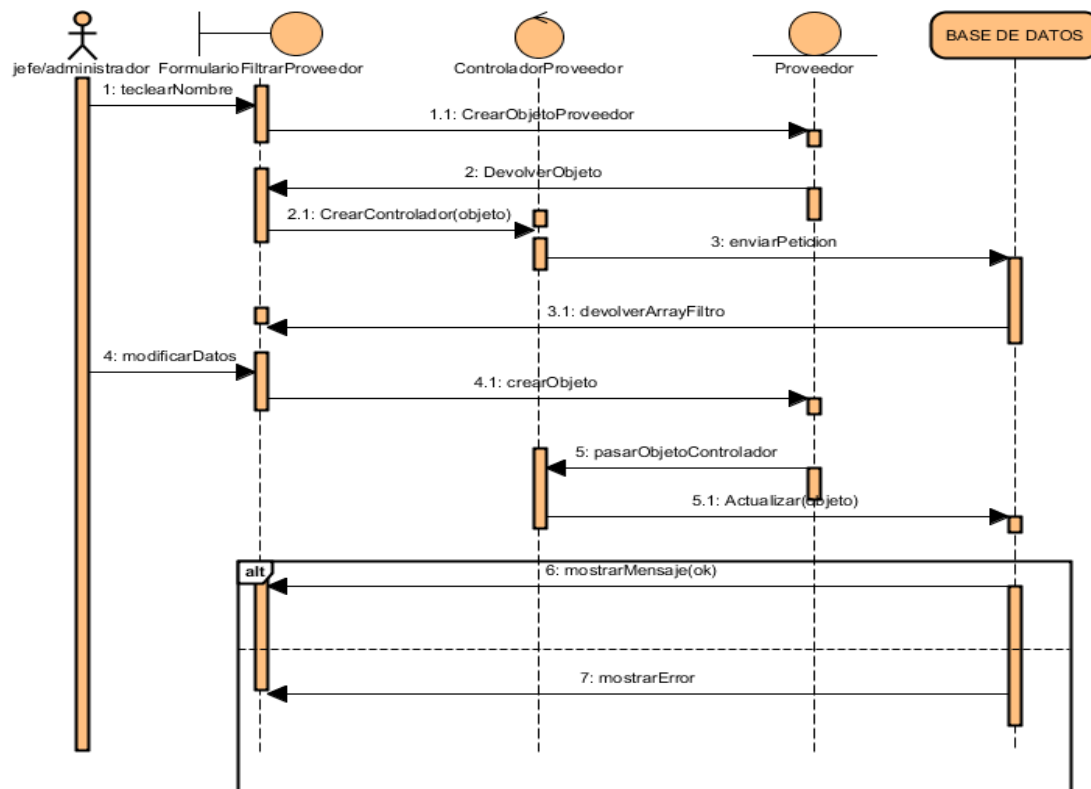 BASE DE DATOS
jefe/administrador
FormularioFiltrarProveedor
ControladorProveedor
Proveedor
1: teclearNombre
1.1: CrearObjetoProveedor
2: DevolverObjeto
2.1: CrearControlador(objeto)
3: enviarPeticion
3.1: devolverArrayFiltro
4: modificarDatos
4.1: crearObjeto
5: pasarObjetoControlador
5.1: Actualizar(objeto)
alt
6: mostrarMensaje(ok)
7: mostrarError